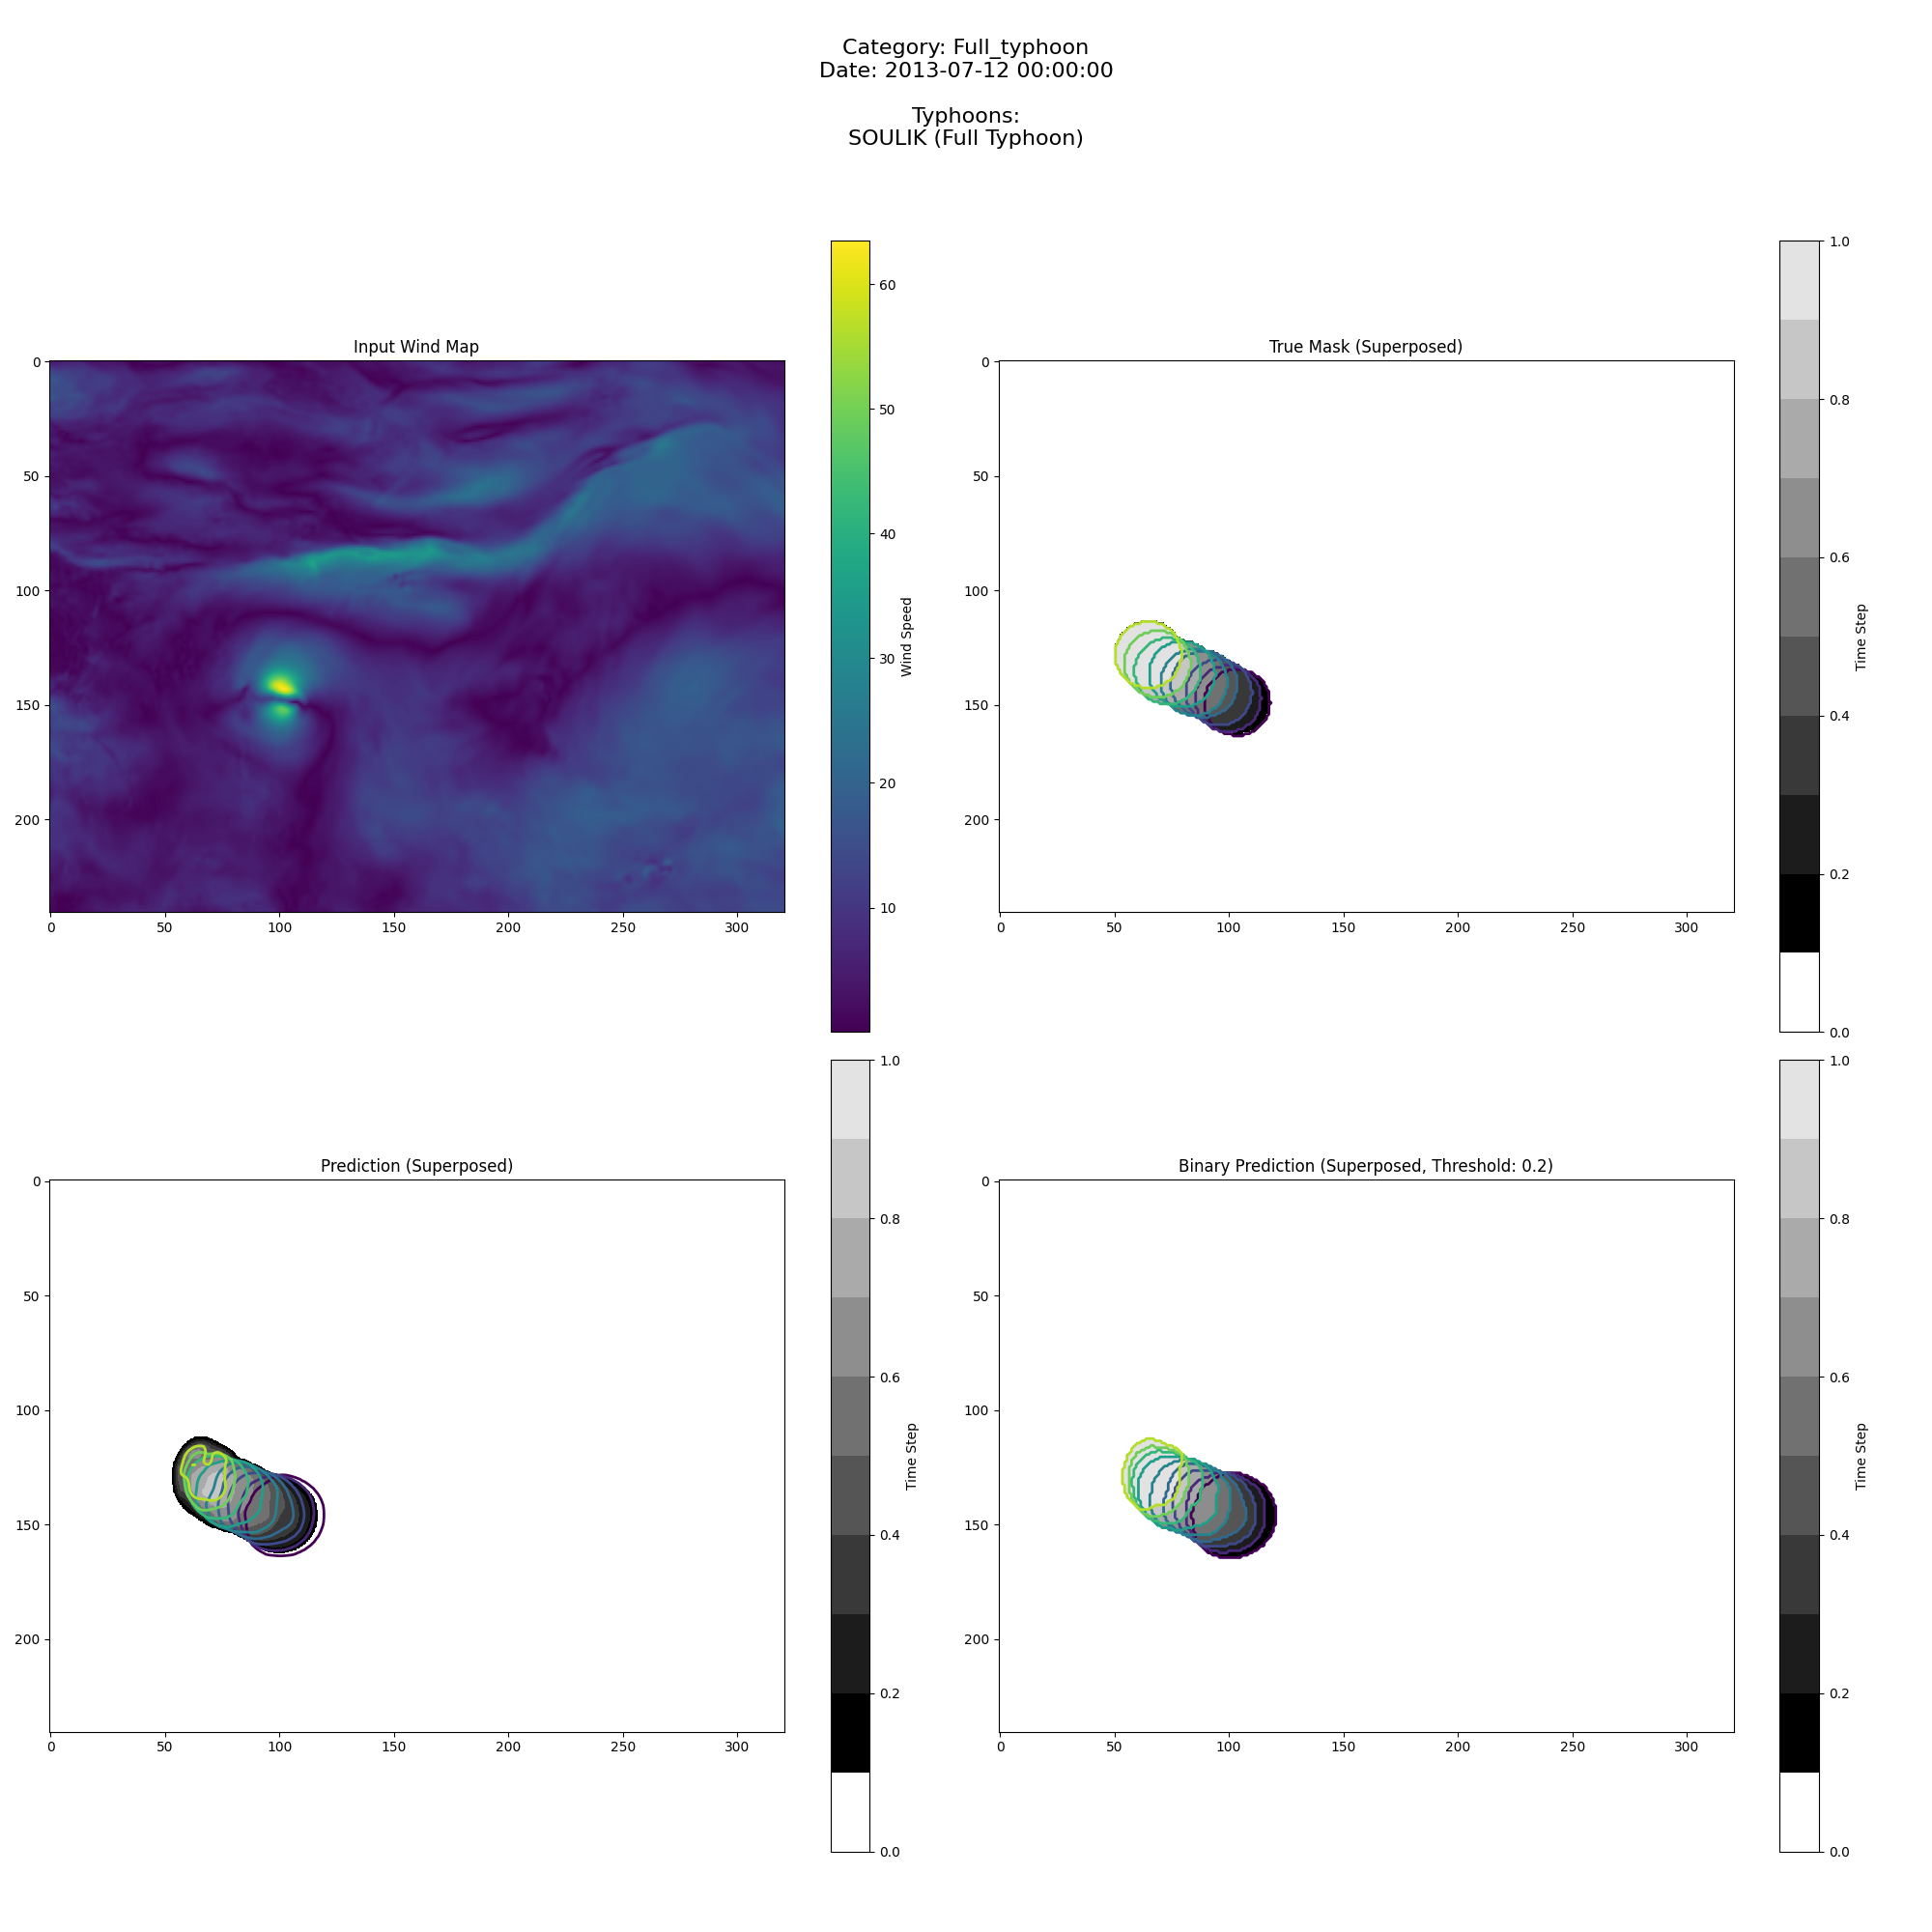 Category: Full_typhoon
Date: 2013-07-12 00:00:00
Typhoons:
SOULIK (Full Typhoon)
Input Wind Map
0
50
100
150
200
0 50 100 150 200 250 300
60
50
40
30
20
10
Wind Speed
True Mask (Superposed)
0
50
100
150
200
0 50 100 150 200 250 300
1.0
0.8
0.6
0.4
0.2
0.0
Time Step
Prediction (Superposed)
0
50
100
150
200
0 50 100 150 200 250 300
1.0
0.8
0.6
0.4
0.2
0.0
Time Step
Binary Prediction (Superposed, Threshold: 0.2)
0
50
100
150
200
0 50 100 150 200 250 300
1.0
0.8
0.6
0.4
0.2
0.0
Time Step